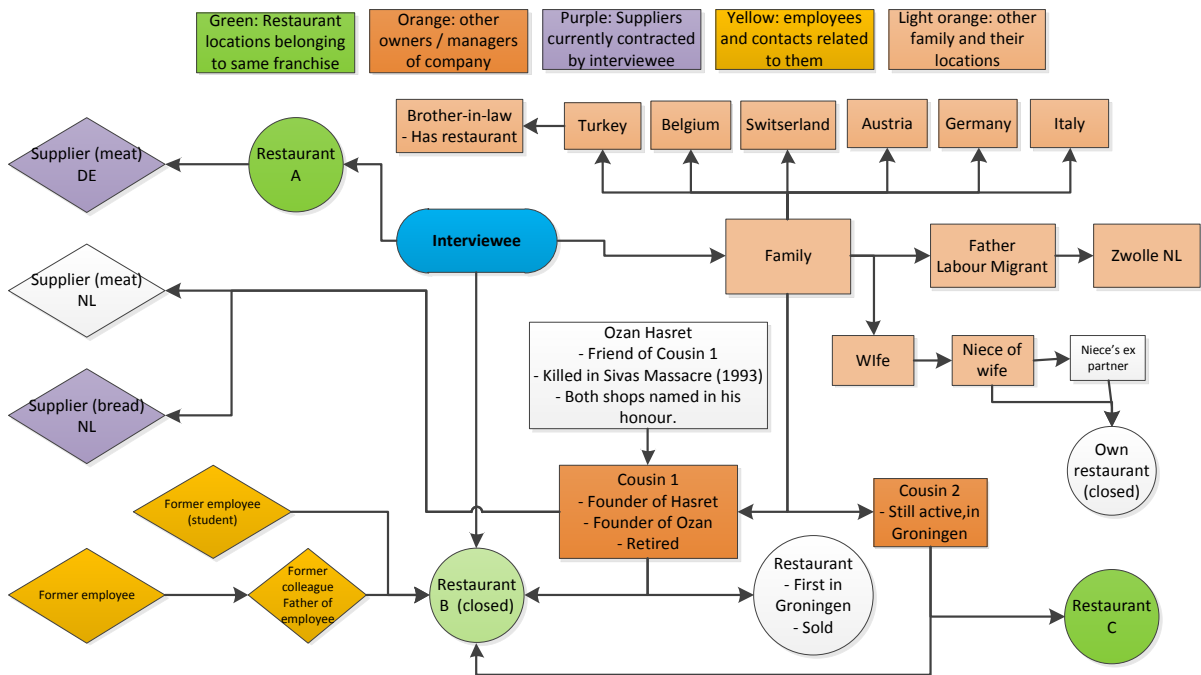 Green: Restaurant
locations belonging
to same franchise
Orange: other
owners / managers
of company
Purple: Suppliers
currently contracted
by interviewee
Yellow: employees
and contacts related
to them
Light orange: other
family and their
locations
Brother-in-law
- Has restaurant
Turkey
Belgium
Switserland
Austria
Germany
Italy
Supplier (meat)
DE
Restaurant
A
Interviewee
Family
Father
Labour Migrant
Zwolle NL
Supplier (meat)
NL
Ozan Hasret
- Friend of Cousin 1
- Killed in Sivas Massacre (1993)
- Both shops named in his
honour.
WIfe
Niece of
wife
Niece's ex
partner
Supplier (bread)
NL
Own
restaurant
(closed)
Cousin 1
- Founder of Hasret
- Founder of Ozan
- Retired
Cousin 2
- Still active,in
Groningen
Former employee
(student)
Former employee
Former
colleague
Father of
employee
Restaurant
B (closed)
Restaurant
- First in
Groningen
- Sold
Restaurant
C